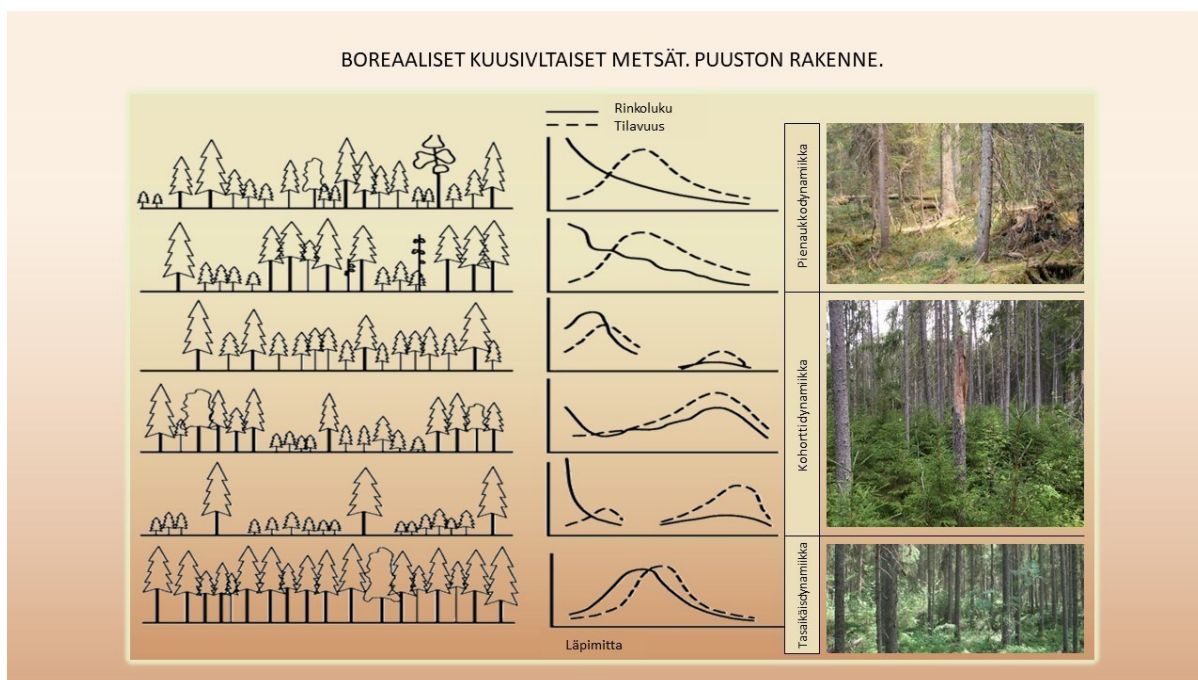 BOREAALISET KUUSIVLTAISET METSÄT. PUUSTON RAKENNE.
Rinkoluku
Tilavuus
Pienaukkodynamiikka
Kohorttidynamiikka
Tasaikäisdynamiikka
Läpimitta